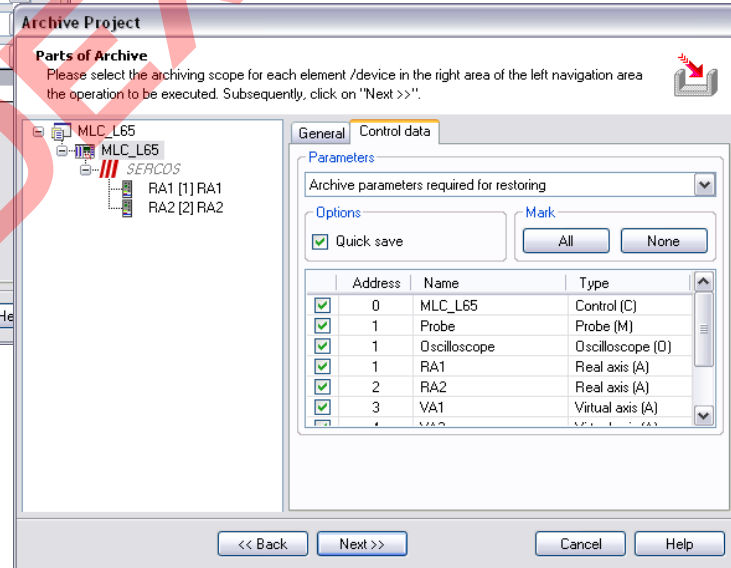 Archive Project
Parts of Archive
Please select the archiving scope for each element /device in the right area of the left navigation area
the operation to be executed. Subsequently, click on "Next >>".
MLC_L65
MLC_L65
SERCOS
RA1 [1] RA1
RA2 [2] RA2
General Control data
Parameters
Archive parameters required for restoring
Options
Quick save
Mark
All None
Address Name Type
0 MLC_L65 Control (C)
1 Probe Probe (M)
1 Oscilloscope Oscilloscope (O)
1 RA1 Real axis (A)
2 RA2 Real axis (A)
3 VA1 Virtual axis (A)
<< Back Next >> Cancel Help